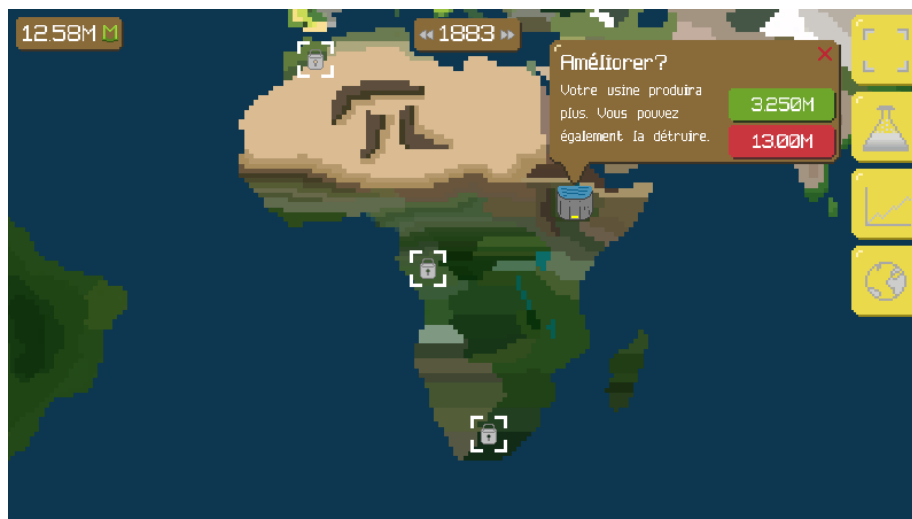 12.58M M
1883
Améliorer?
Votre usine produira
plus. Vous pouvez
également la détruire.
3.250M
13.00M